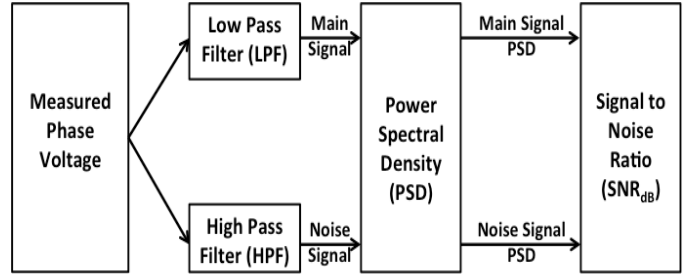 Measured
Phase
Voltage
Low Pass
Filter (LPF)
Main
Signal
High Pass
Filter (HPF)
Noise
Signal
Power
Spectral
Density
(PSD)
Main Signal
PSD
Noise Signal
PSD
Signal to
Noise
Ratio
(SNRdB)